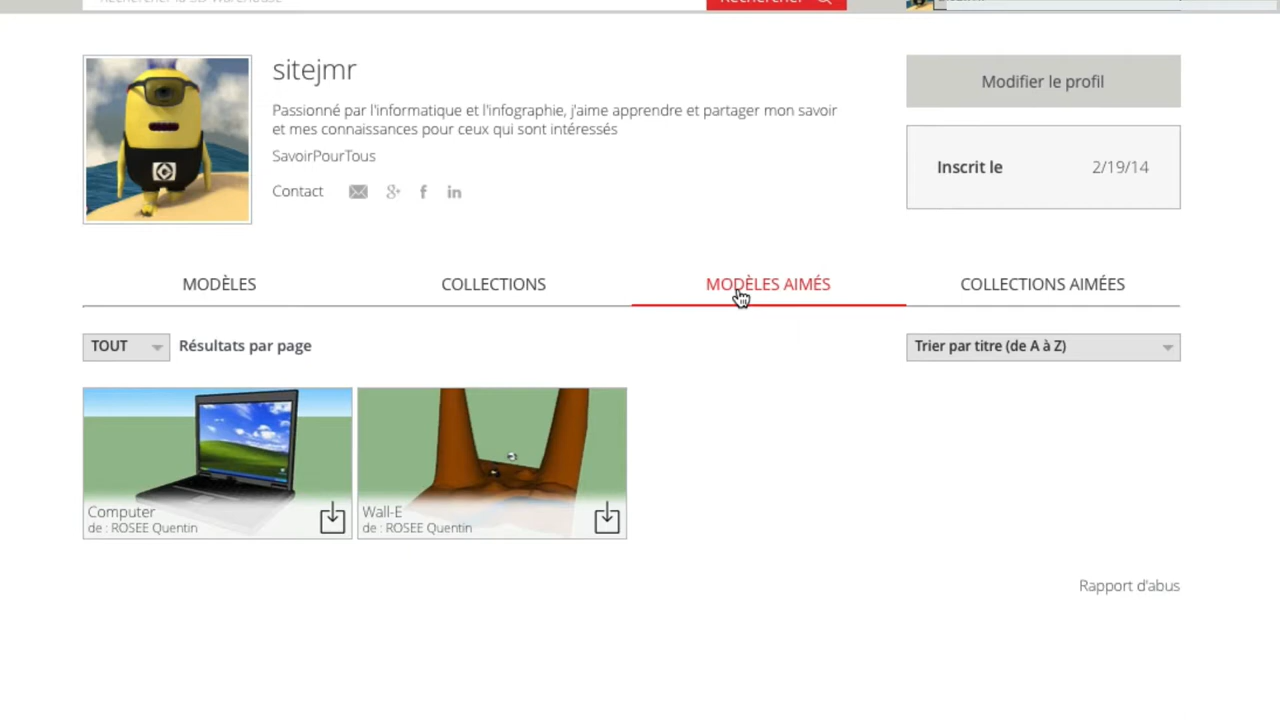 sitejmr
Modifier le profil
Passionné par l'informatique et l'infographie, j'aime apprendre et partager mon savoir
et mes connaissances pour ceux qui sont intéressés
SavoirPourTous
Inscrit le 2/19/14
Contact
MODÈLES COLLECTIONS MODÈLES AIMÉS COLLECTIONS AIMÉES
TOUT Résultats par page Trier par titre (de A à Z)
Computer
de : ROSEE Quentin
Wall-E
de : ROSEE Quentin
Rapport d'abus